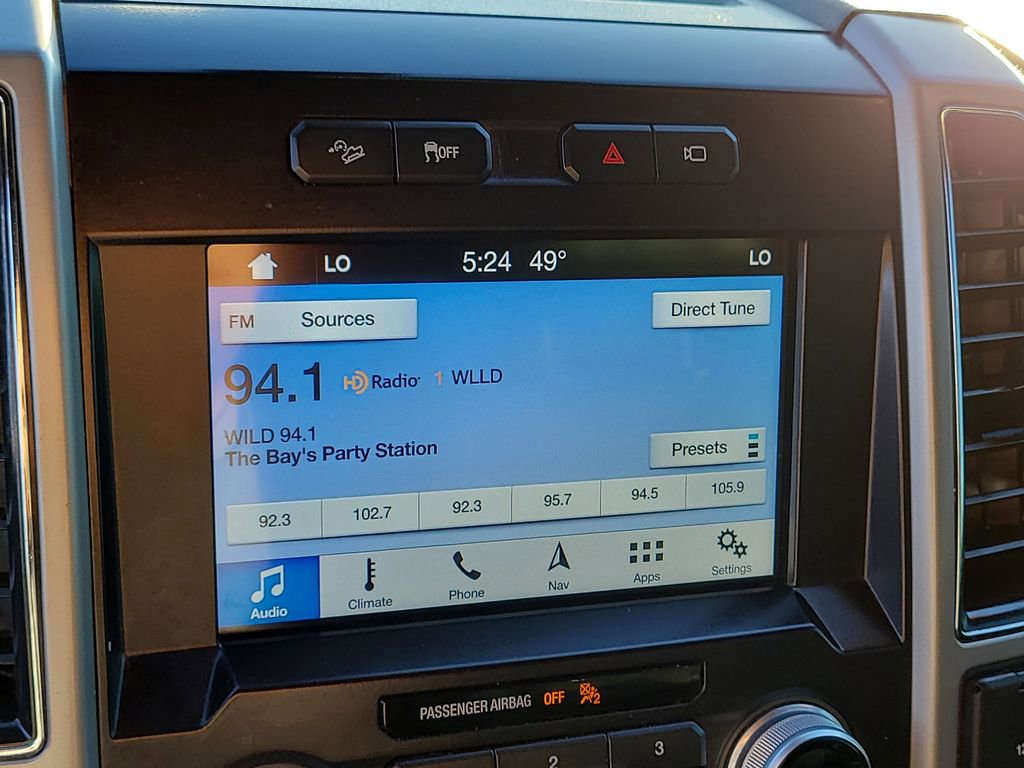 OFF
LO 5:24 49° LO
FM Sources Direct Tune
94.1 HD Radio 1 WLLD
WILD 94.1
The Bay's Party Station
Presets
92.3 102.7 92.3 95.7 94.5 105.9
Audio Climate Phone Nav Apps Settings
PASSENGER AIRBAG OFF 2
2 3